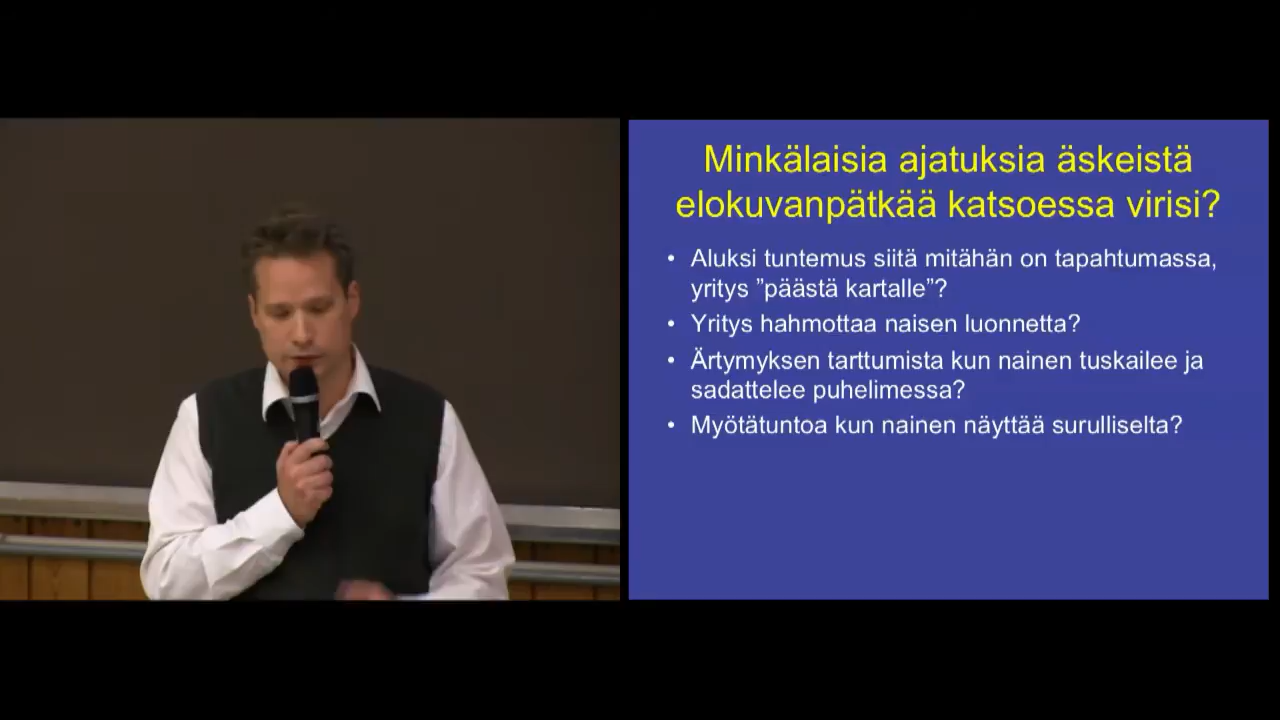 Minkälaisia ajatuksia äskeistä
elokuvanpätkää katsoessa virisi?
• Aluksi tuntemus siitä mitähän on tapahtumassa,
yritys ”päästä kartalle”?
• Yritys hahmottaa naisen luonnetta?
• Ärtymyksen tarttumista kun nainen tuskailee ja
sadattelee puhelimessa?
• Myötätuntoa kun nainen näyttää surulliselta?